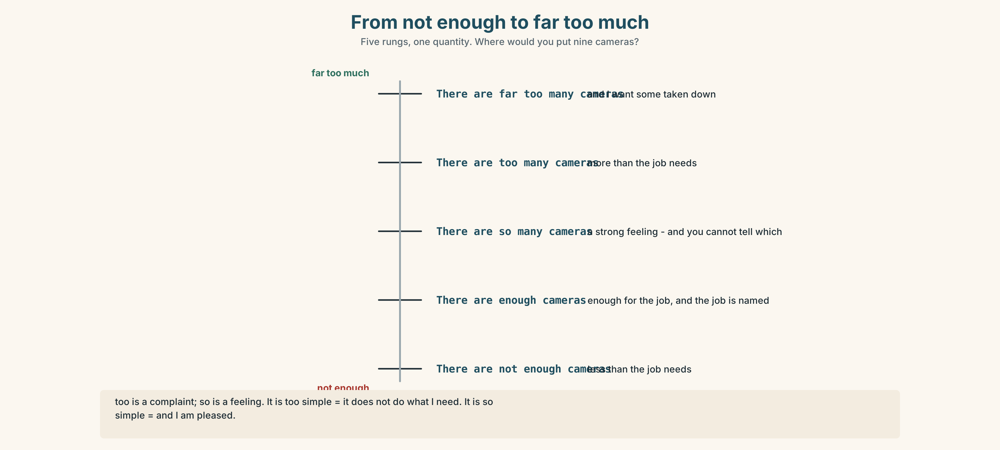 From not enough to far too much
Five rungs, one quantity. Where would you put nine cameras?
far too much
There are far too many cameras and I want some taken down
There are too many cameras more than the job needs
There are so many cameras a strong feeling - and you cannot tell which
There are enough cameras enough for the job, and the job is named
There are not enough cameras less than the job needs
not enough
too is a complaint; so is a feeling. It is too simple = it does not do what I need. It is so
simple = and I am pleased.